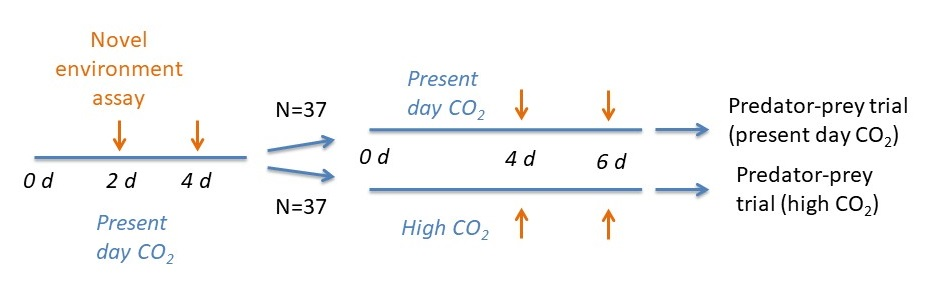 Novel
environment
assay
0 d
2 d
4 d
Present
day CO₂
N=37
N=37
Present
day CO₂
0 d
4 d
6 d
High CO₂
Predator-prey trial
(present day CO₂)
Predator-prey
trial (high CO₂)